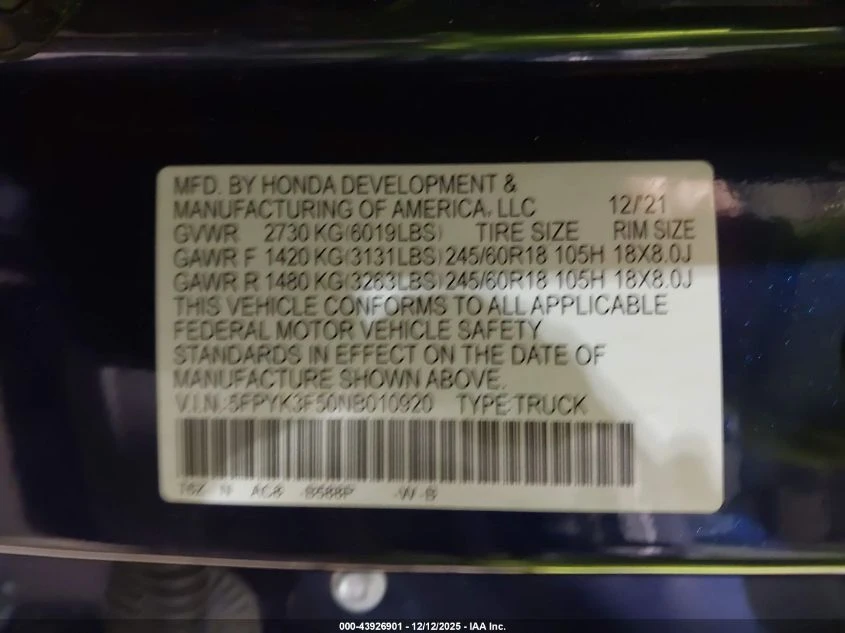 MFD. BY HONDA DEVELOPMENT &
MANUFACTURING OF AMERICA, LLC 12/'21
GVWR 2730 KG(6019LBS) TIRE SIZE RIM SIZE
GAWR F 1420 KG(3131LBS) 245/60R18 105H 18X8.0J
GAWR R 1480 KG(3263LBS) 245/60R18 105H 18X8.0J
THIS VEHICLE CONFORMS TO ALL APPLICABLE
FEDERAL MOTOR VEHICLE SAFETY
STANDARDS IN EFFECT ON THE DATE OF
MANUFACTURE SHOWN ABOVE.
V.I.N.:5FPYK3F50NB010920 TYPE:TRUCK
T6Z N AC8 -B588P -W-B
000-43926901 - 12/12/2025 - IAA Inc.